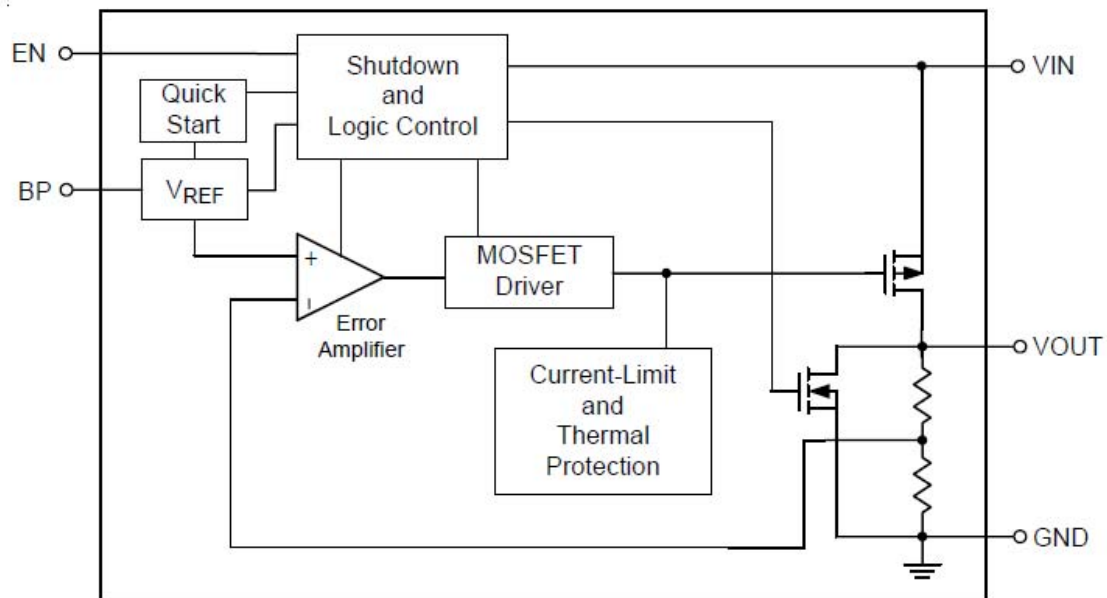 EN
Shutdown
and
Logic Control
VIN
Quick
Start
BP
VREF
+
MOSFET
Driver
Error
Amplifier
VOUT
Current-Limit
and
Thermal
Protection
GND